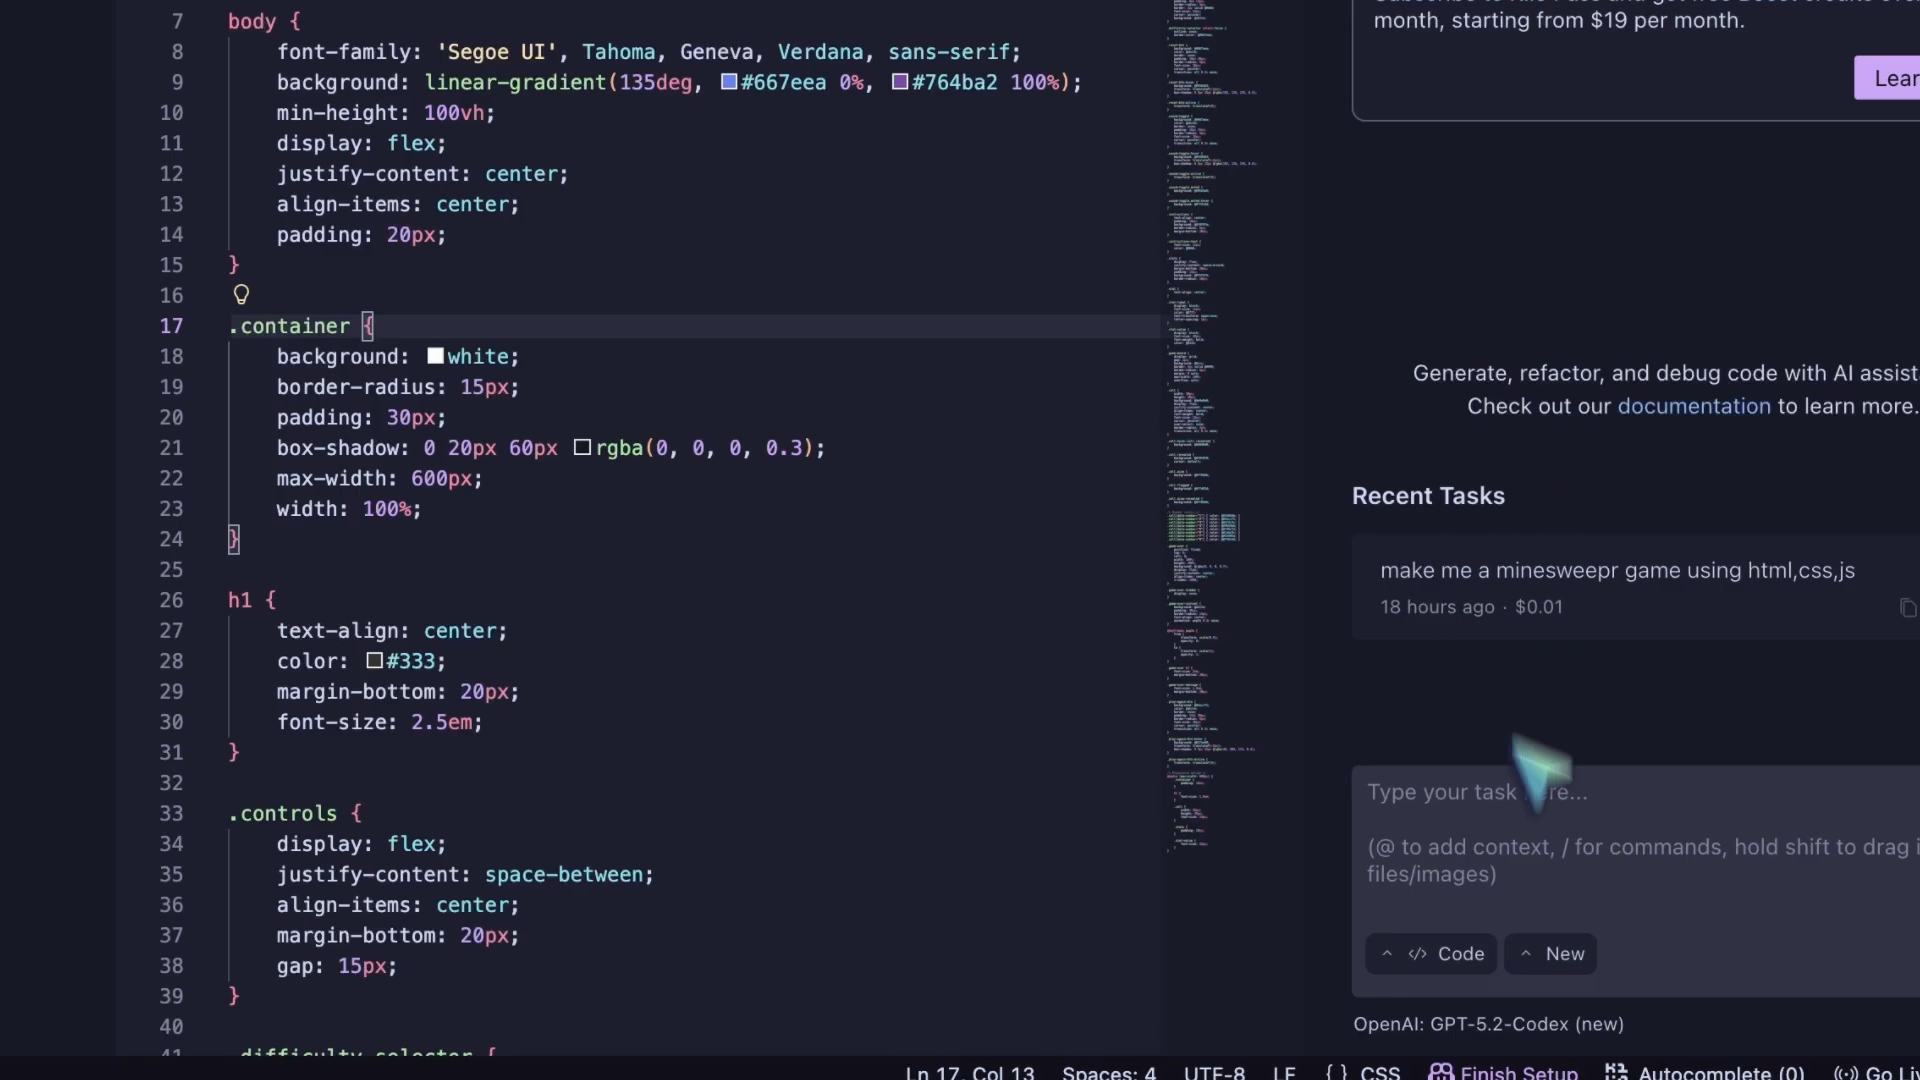 7 body {
8 font-family: 'Segoe UI', Tahoma, Geneva, Verdana, sans-serif;
9 background: linear-gradient(135deg, #667eea 0%, #764ba2 100%);
10 min-height: 100vh;
11 display: flex;
12 justify-content: center;
13 align-items: center;
14 padding: 20px;
15 }
16
17 .container {
18 background: white;
19 border-radius: 15px;
20 padding: 30px;
21 box-shadow: 0 20px 60px rgba(0, 0, 0, 0.3);
22 max-width: 600px;
23 width: 100%;
24 }
25
26 h1 {
27 text-align: center;
28 color: #333;
29 margin-bottom: 20px;
30 font-size: 2.5em;
31 }
32
33 .controls {
34 display: flex;
35 justify-content: space-between;
36 align-items: center;
37 margin-bottom: 20px;
38 gap: 15px;
39 }
40
41 .difficulty-selector {
month, starting from $19 per month.
Lear
Generate, refactor, and debug code with AI assist
Check out our documentation to learn more.
Recent Tasks
make me a minesweepr game using html,css,js
18 hours ago · $0.01
Type your task here...
(@ to add context, / for commands, hold shift to drag i
files/images)
Code
New
OpenAI: GPT-5.2-Codex (new)
Ln 17, Col 13 Spaces: 4 UTF-8 LF { } CSS Finish Setup Autocomplete (0) Go Li